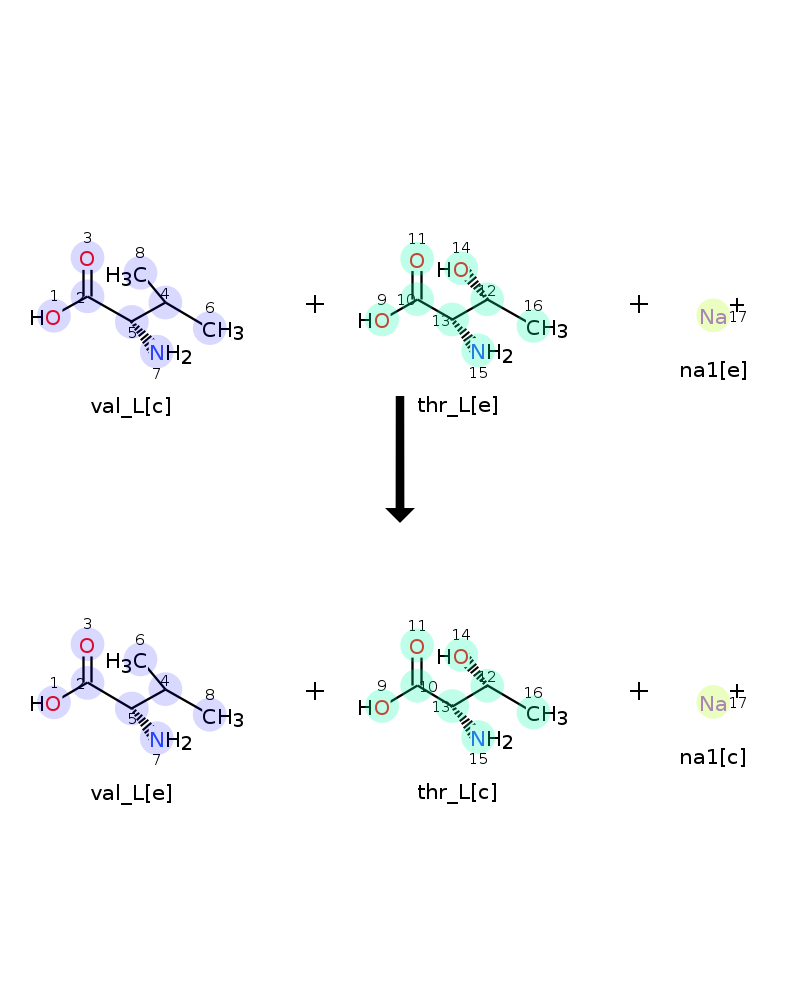 3 11 14
8
O O HO
H3C
1 2 4 6 9 10 12 16 +
HO 5 CH3 + HO 13 CH3 + Na 17
NH2 NH2
7 15 na1[e]
val_L[c] thr_L[e]
3 11 14
6
O O HO
H3C
1 2 4 8 9 10 12 16 +
HO 5 CH3 + HO 13 CH3 + Na 17
NH2 NH2
7 15 na1[c]
val_L[e] thr_L[c]